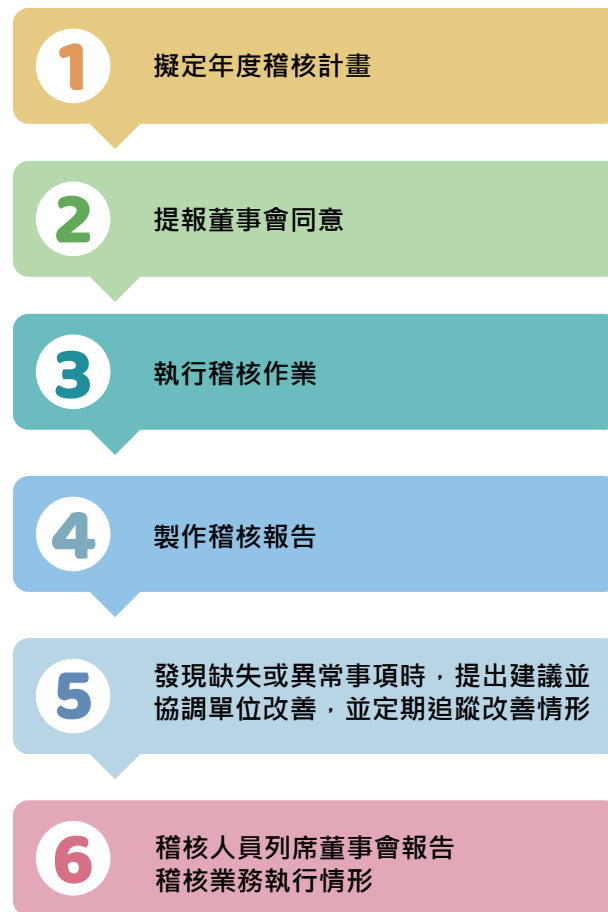 1
擬定年度稽核計畫
2
提報董事會同意
3
執行稽核作業
4
製作稽核報告
5
發現缺失或異常事項時，提出建議並
協調單位改善，並定期追蹤改善情形
6
稽核人員列席董事會報告
稽核業務執行情形